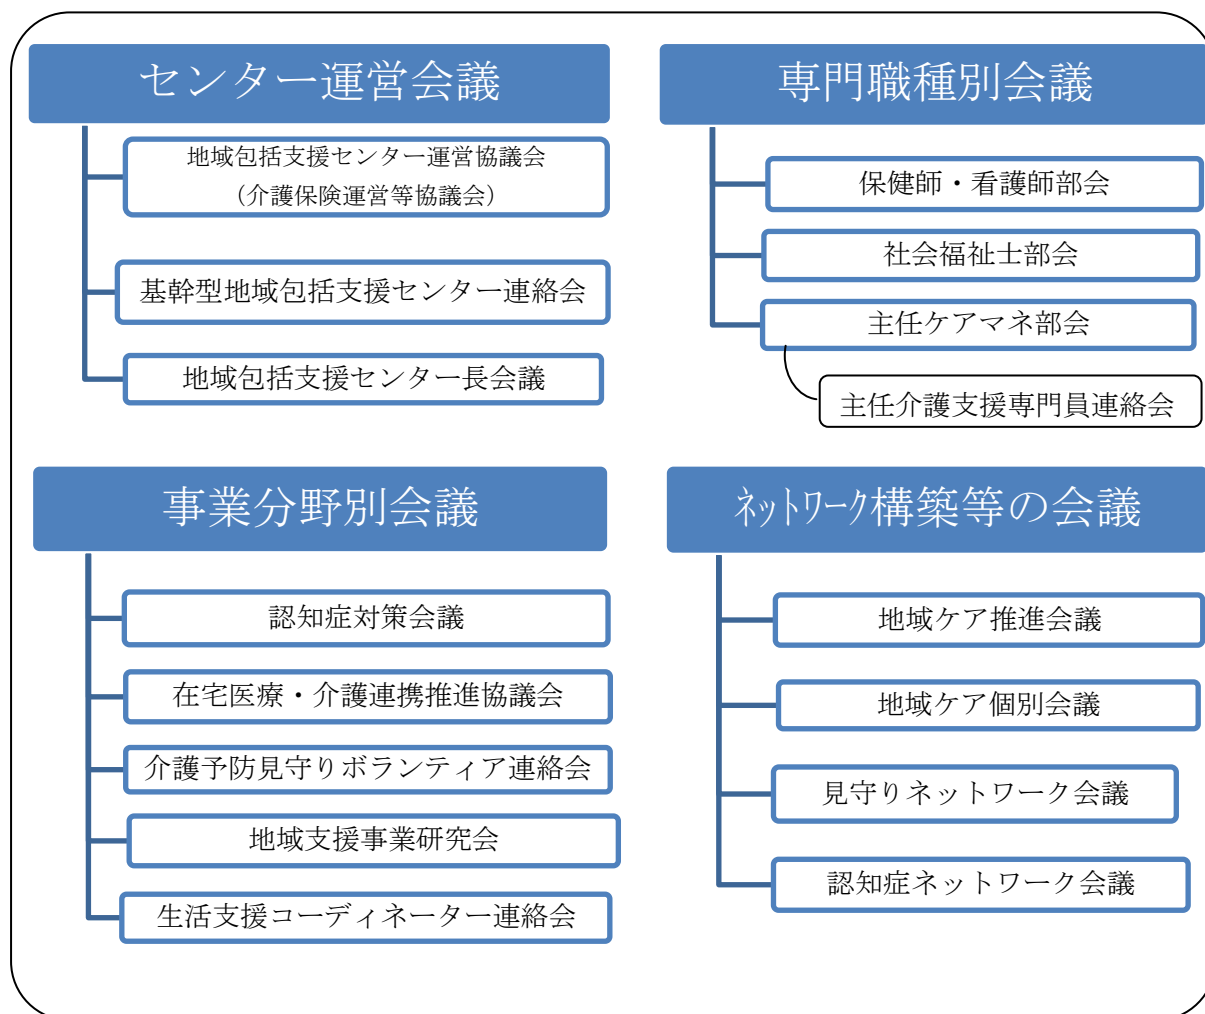 センター運営会議
地域包括支援センター運営協議会
（介護保険運営等協議会）
基幹型地域包括支援センター連絡会
地域包括支援センター長会議
専門職種別会議
保健師・看護師部会
社会福祉士部会
主任ケアマネ部会
主任介護支援専門員連絡会
事業分野別会議
認知症対策会議
在宅医療・介護連携推進協議会
介護予防見守りボランティア連絡会
地域支援事業研究会
生活支援コーディネーター連絡会
ﾈｯﾄﾜｰｸ構築等の会議
地域ケア推進会議
地域ケア個別会議
見守りネットワーク会議
認知症ネットワーク会議